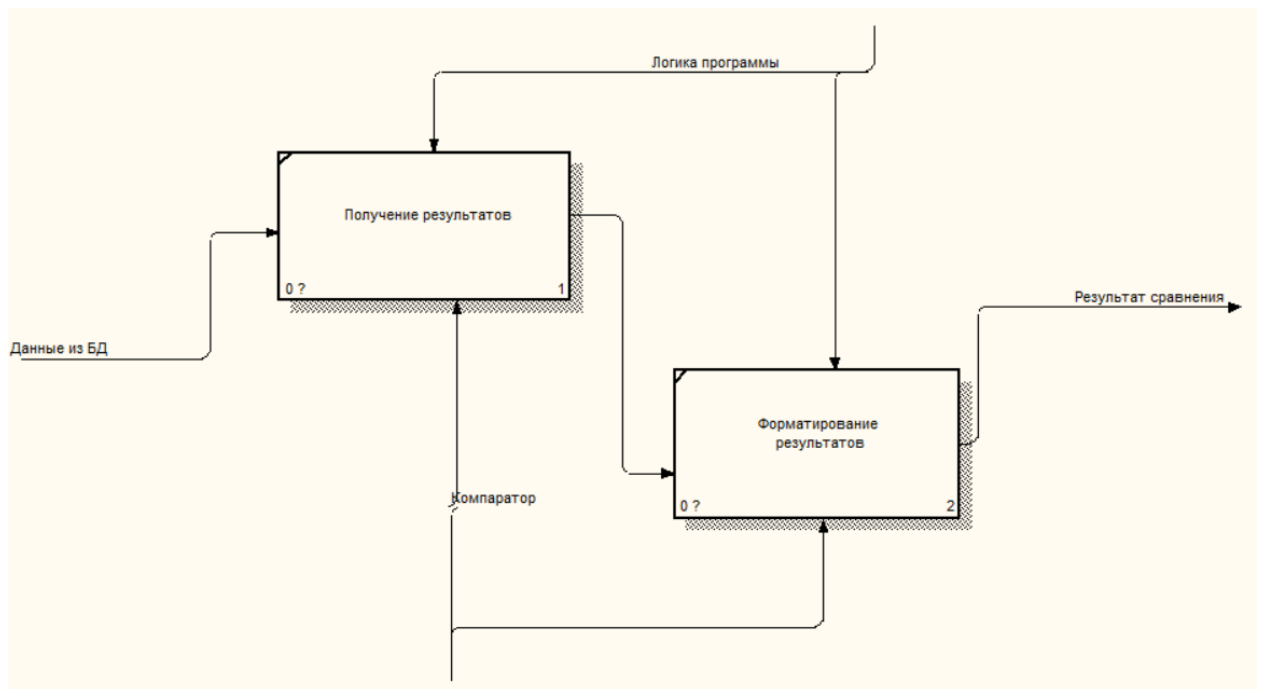 Логика программы
Получение результатов
0 ?
1
Результат сравнения
Данные из БД
Форматирование
результатов
Компаратор
0 ?
2